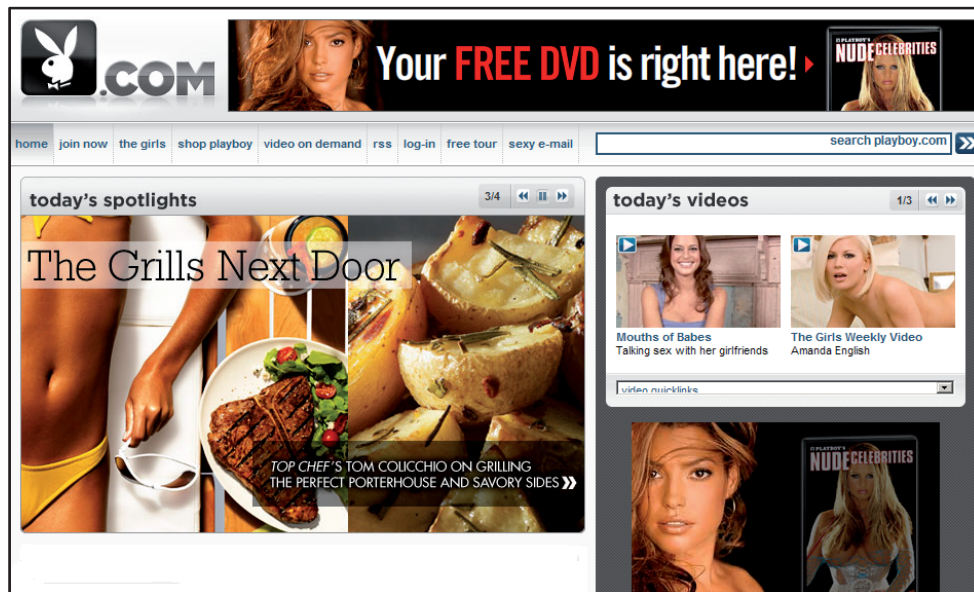 .COM
Your FREE DVD is right here!
PLAYBOY'S
NUDE CELEBRITIES
home join now the girls shop playboy video on demand rss log-in free tour sexy e-mail
search playboy.com
today's spotlights
3/4
The Grills Next Door
TOP CHEF'S TOM COLICCHIO ON GRILLING
THE PERFECT PORTERHOUSE AND SAVORY SIDES
today's videos
1/3
Mouths of Babes
Talking sex with her girlfriends
The Girls Weekly Video
Amanda English
video quicklinks
PLAYBOY'S
NUDE CELEBRITIES